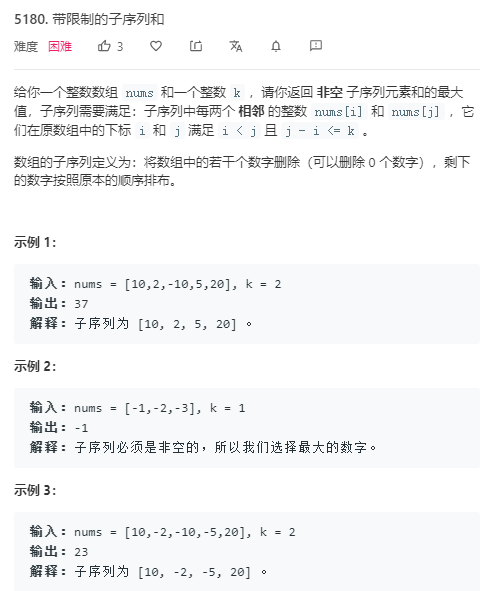 5180. 带限制的子序列和
难度 困难 3
给你一个整数数组 nums 和一个整数 k ，请你返回 非空 子序列元素和的最大
值，子序列需要满足：子序列中每两个 相邻 的整数 nums[i] 和 nums[j] ，它
们在原数组中的下标 i 和 j 满足 i < j 且 j - i <= k 。
数组的子序列定义为：将数组中的若干个数字删除（可以删除 0 个数字），剩下
的数字按照原本的顺序排布。
示例 1：
输入：nums = [10,2,-10,5,20], k = 2
输出：37
解释：子序列为 [10, 2, 5, 20] 。
示例 2：
输入：nums = [-1,-2,-3], k = 1
输出：-1
解释：子序列必须是非空的，所以我们选择最大的数字。
示例 3：
输入：nums = [10,-2,-10,-5,20], k = 2
输出：23
解释：子序列为 [10, -2, -5, 20] 。